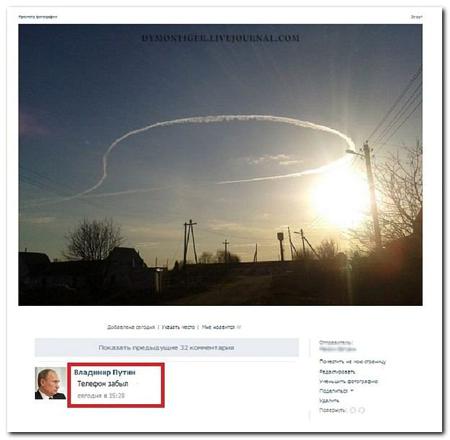 Просмотр фотографии
Закрыть
DYMONTIGER.LIVEJOURNAL.COM
Добавлена сегодня | Указать место | Мне нравится
Показать предыдущие 32 комментария
Владимир Путин
Телефон забыл
сегодня в 15:28
Отправитель:
Поместить на мою страницу
Редактировать
Уменьшить фотографию
Поделиться
Удалить
Повернуть: